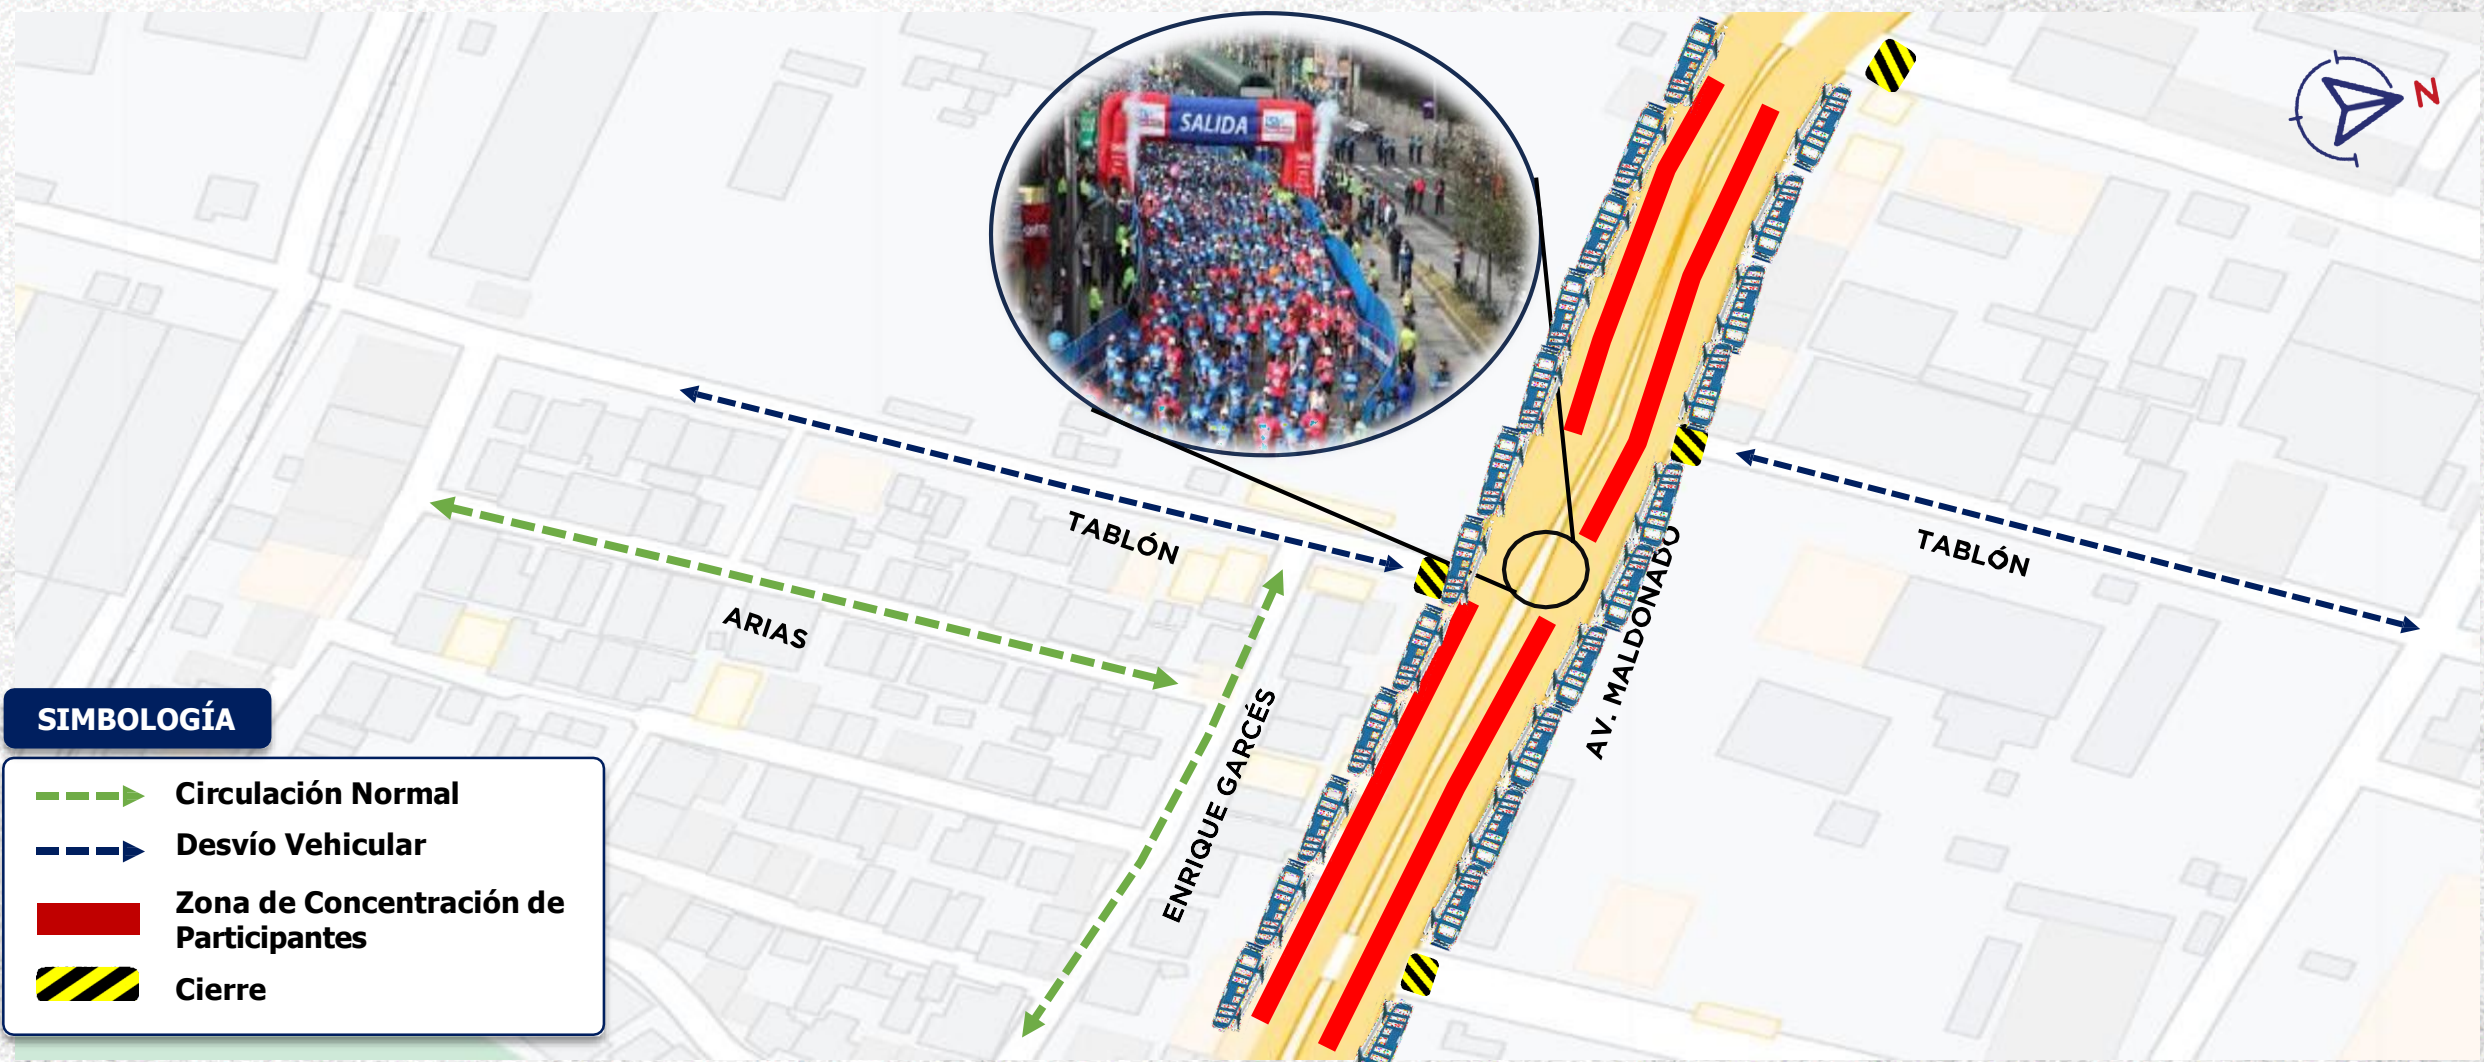 SALIDA
N
TABLÓN
TABLÓN
ARIAS
AV. MALDONADO
ENRIQUE GARCÉS
SIMBOLOGÍA
Circulación Normal
Desvío Vehicular
Zona de Concentración de
Participantes
Cierre